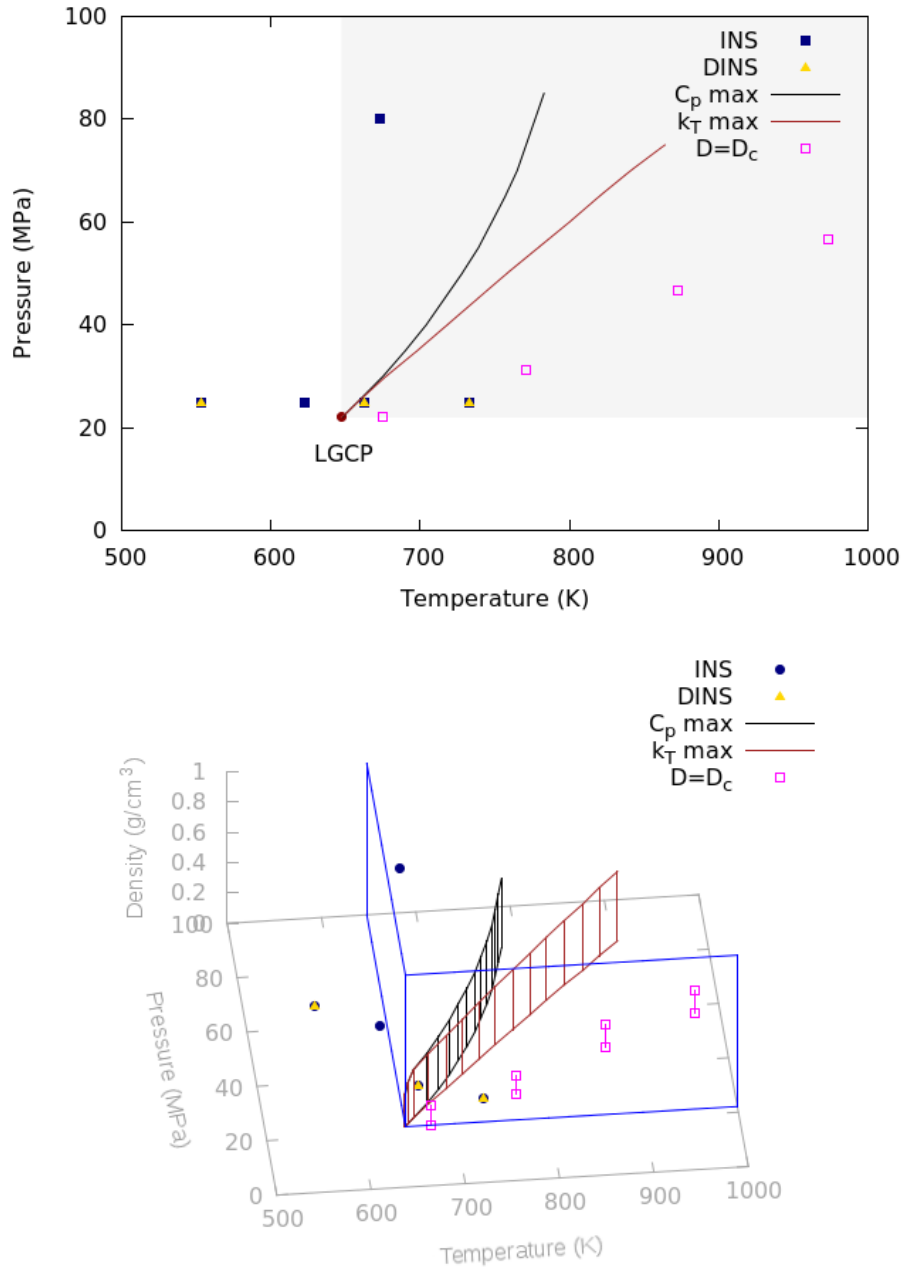 100
80
60
40
20
0
Pressure (MPa)
INS
DINS
Cp max
kT max
D=Dc
LGCP
500
600
700
800
900
1000
Temperature (K)
INS
DINS
Cp max
kT max
D=Dc
Density (g/cm³)
1
0.8
0.6
0.4
0.2
0
100
80
60
40
20
0
Pressure (MPa)
500
600
700
800
900
1000
Temperature (K)